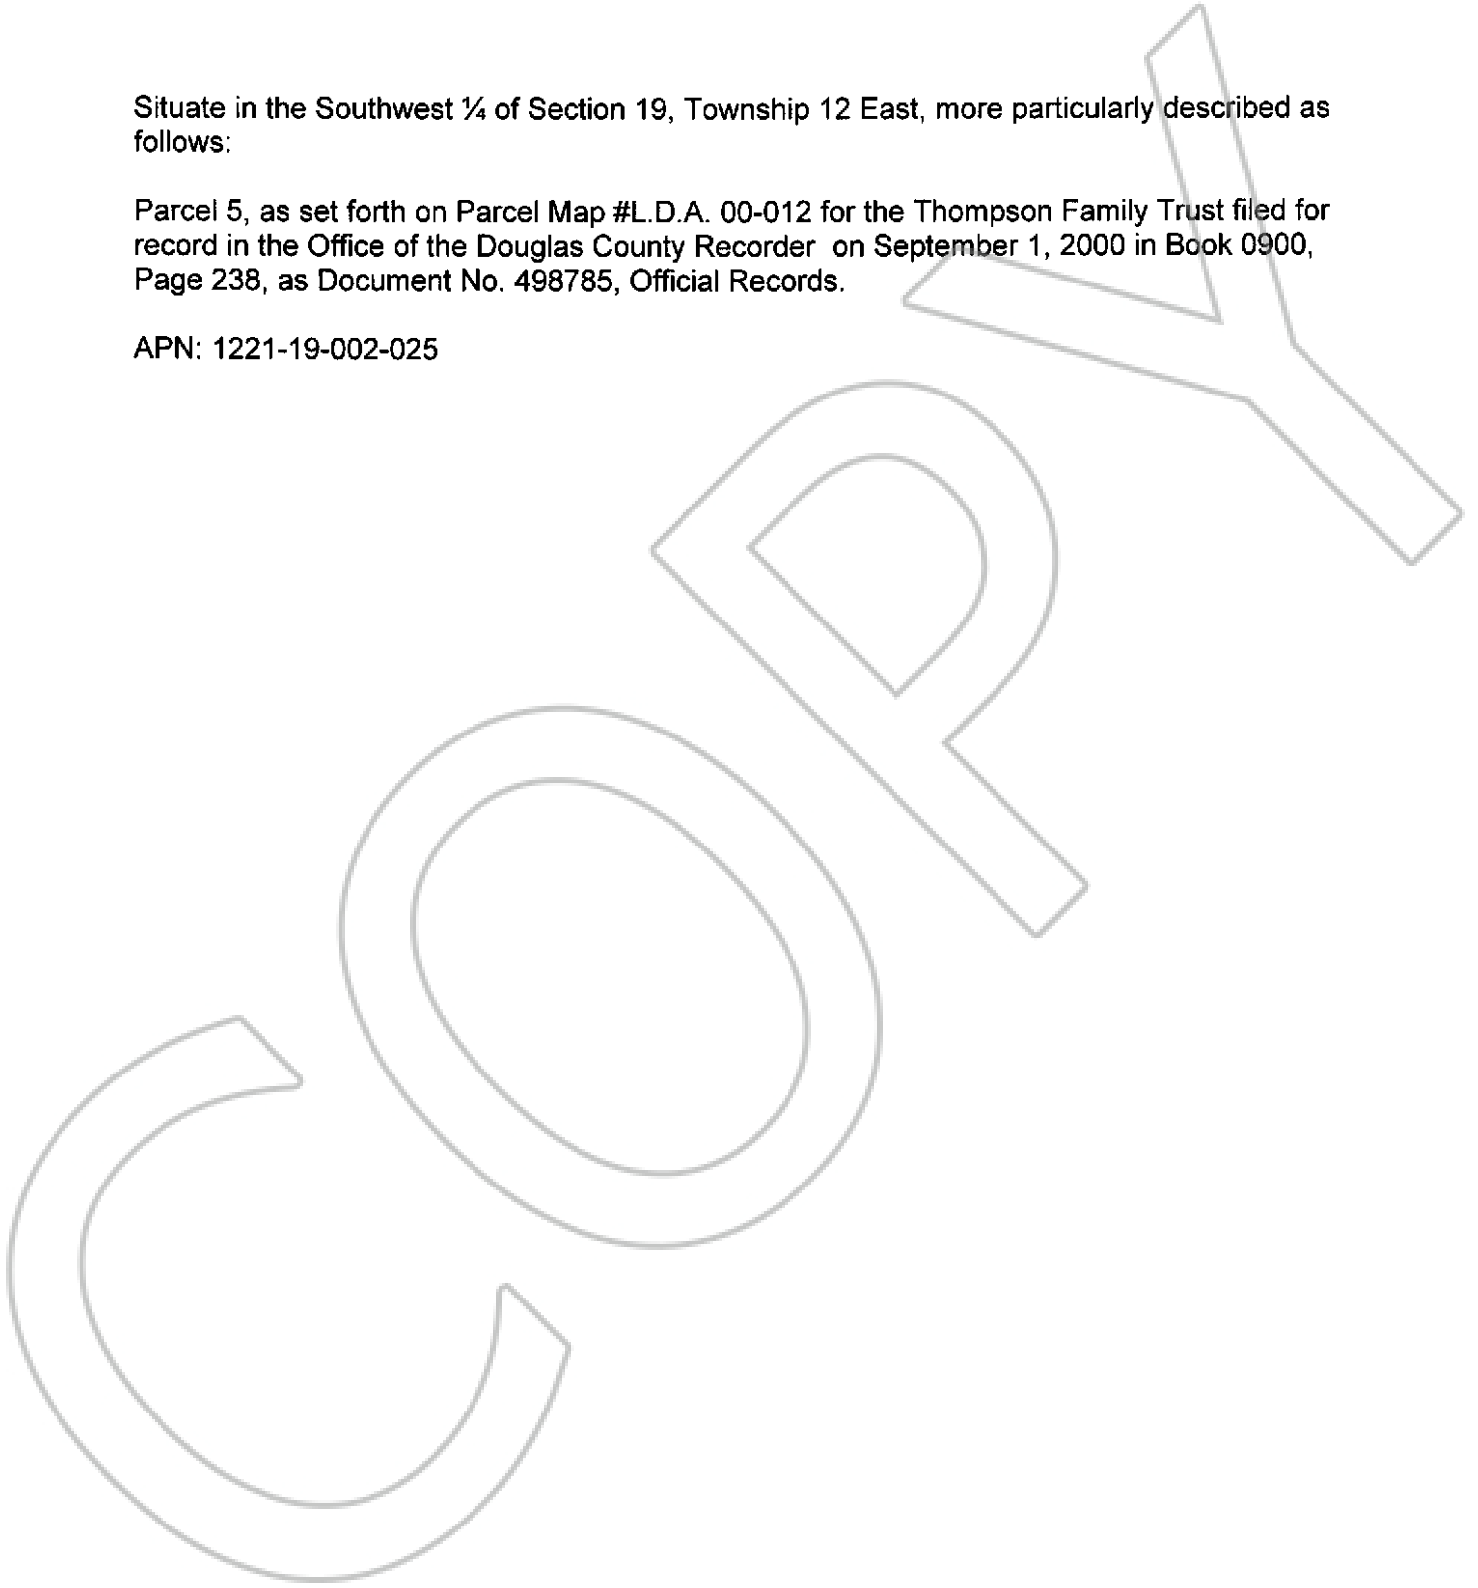 Situate in the Southwest ¼ of Section 19, Township 12 East, more particularly described as
follows:
Parcel 5, as set forth on Parcel Map #L.D.A. 00-012 for the Thompson Family Trust filed for
record in the Office of the Douglas County Recorder on September 1, 2000 in Book 0900,
Page 238, as Document No. 498785, Official Records.
APN: 1221-19-002-025
COPY